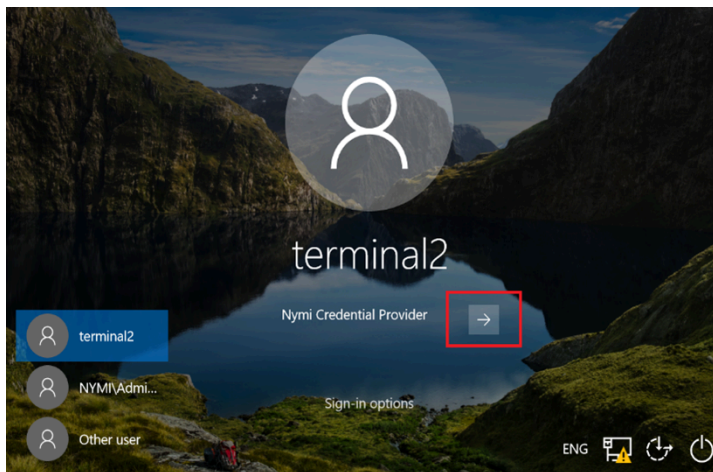 terminal2
Nymi Credential Provider
terminal2
NYMI\Admi...
Sign-in options
Other user
ENG